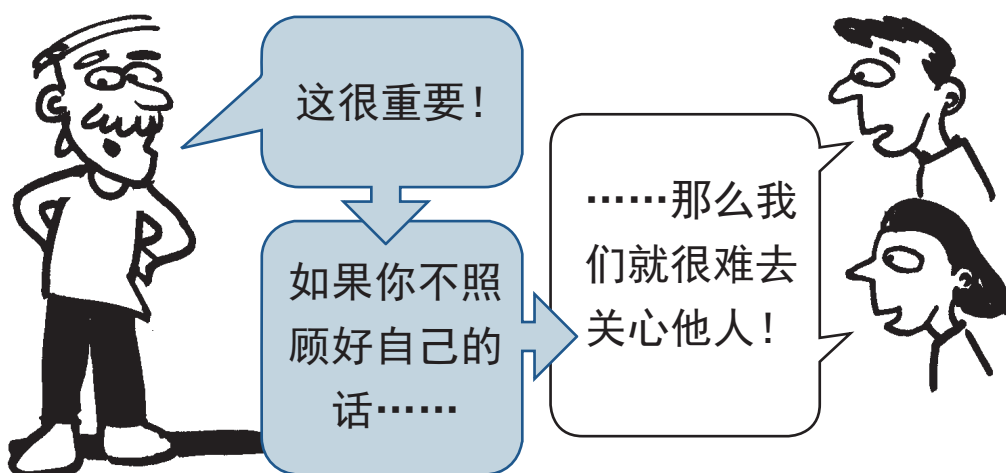 这很重要！
如果你不照
顾好自己的
话……
……那么我
们就很难去
关心他人！